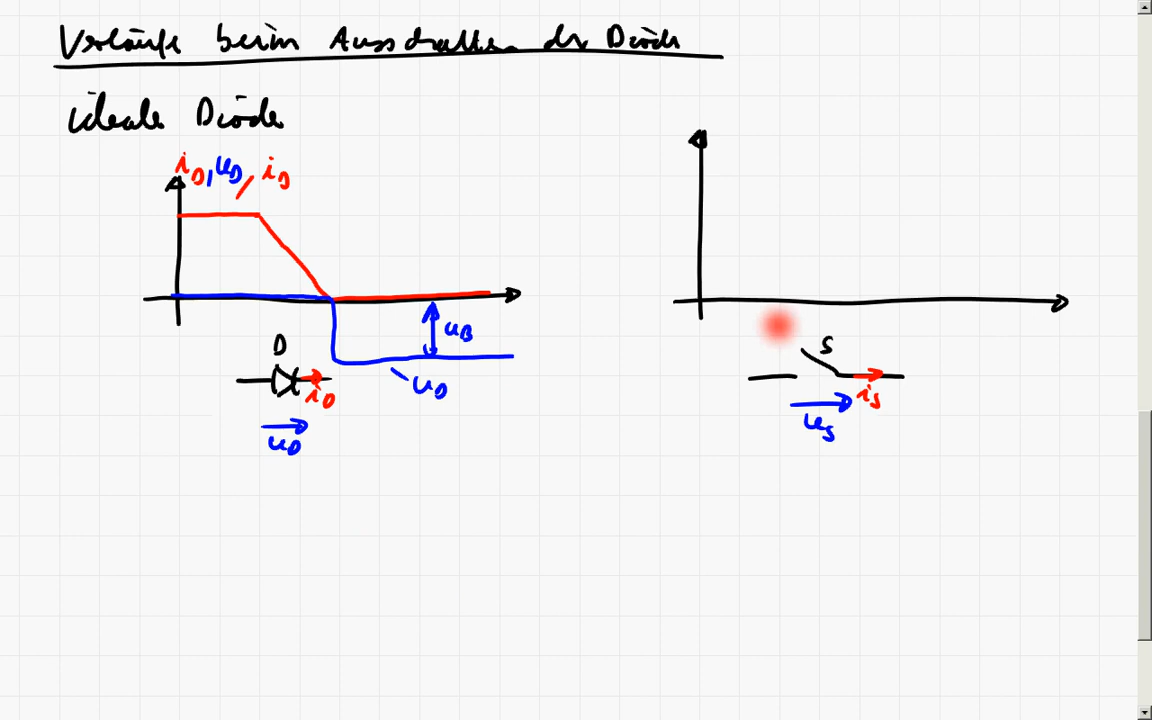 Verläufe beim Ausschalten der Diode
ideale Diode
iD, uD
iD
uB
uD
D
iD
uD
S
iS
uS